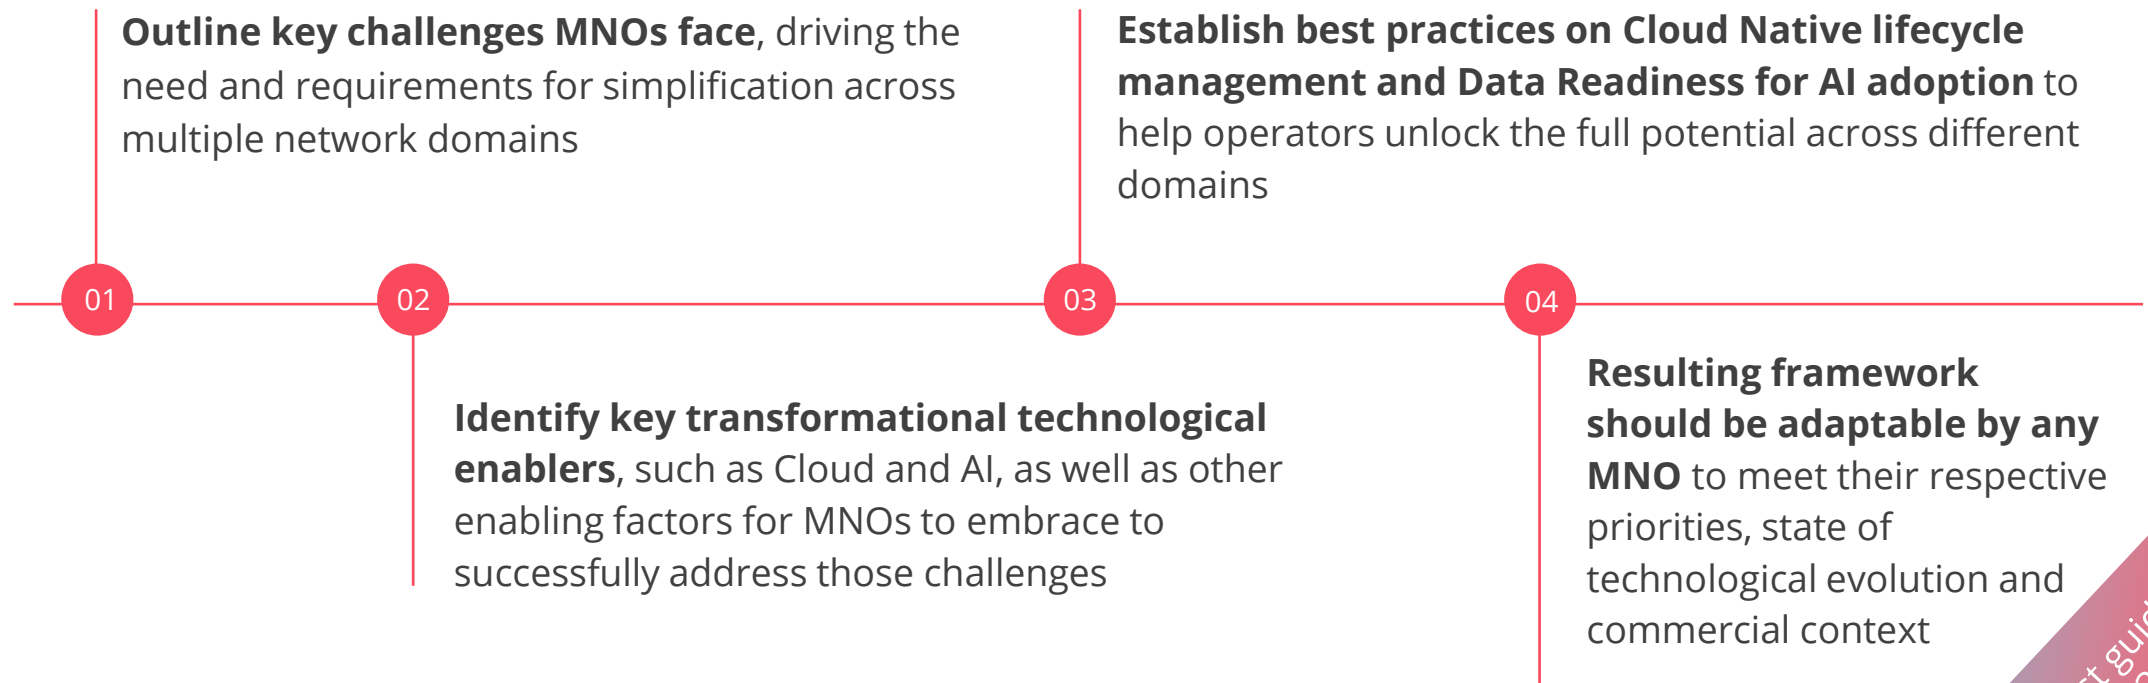 Outline key challenges MNOs face, driving the
need and requirements for simplification across
multiple network domains
Establish best practices on Cloud Native lifecycle
management and Data Readiness for AI adoption to
help operators unlock the full potential across different
domains
01
02
03
04
Identify key transformational technological
enablers, such as Cloud and AI, as well as other
enabling factors for MNOs to embrace to
successfully address those challenges
Resulting framework
should be adaptable by any
MNO to meet their respective
priorities, state of
technological evolution and
commercial context